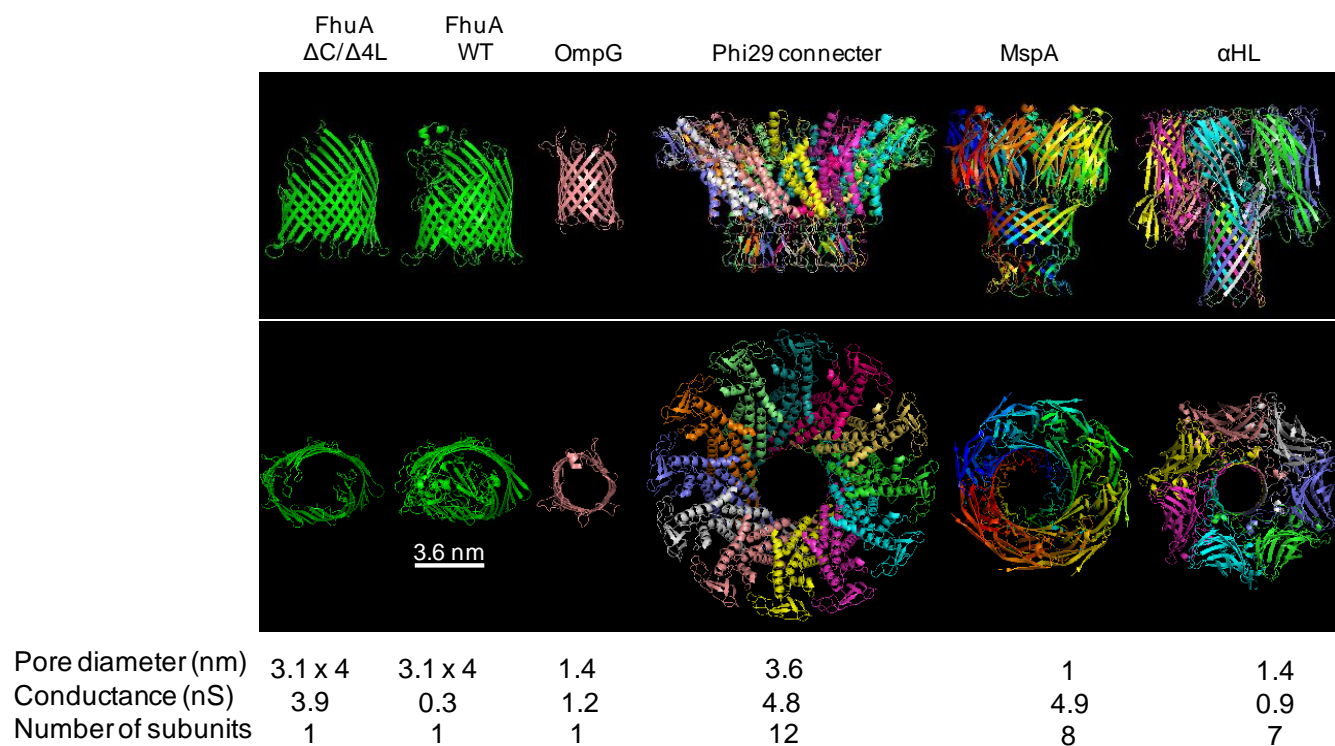 FhuA
ΔC/Δ4L
FhuA
WT
OmpG
Phi29 connecter
MspA
αHL
3.6 nm
Pore diameter (nm) 3.1 x 4 3.1 x 4 1.4 3.6 1 1.4
Conductance (nS) 3.9 0.3 1.2 4.8 4.9 0.9
Number of subunits 1 1 1 12 8 7